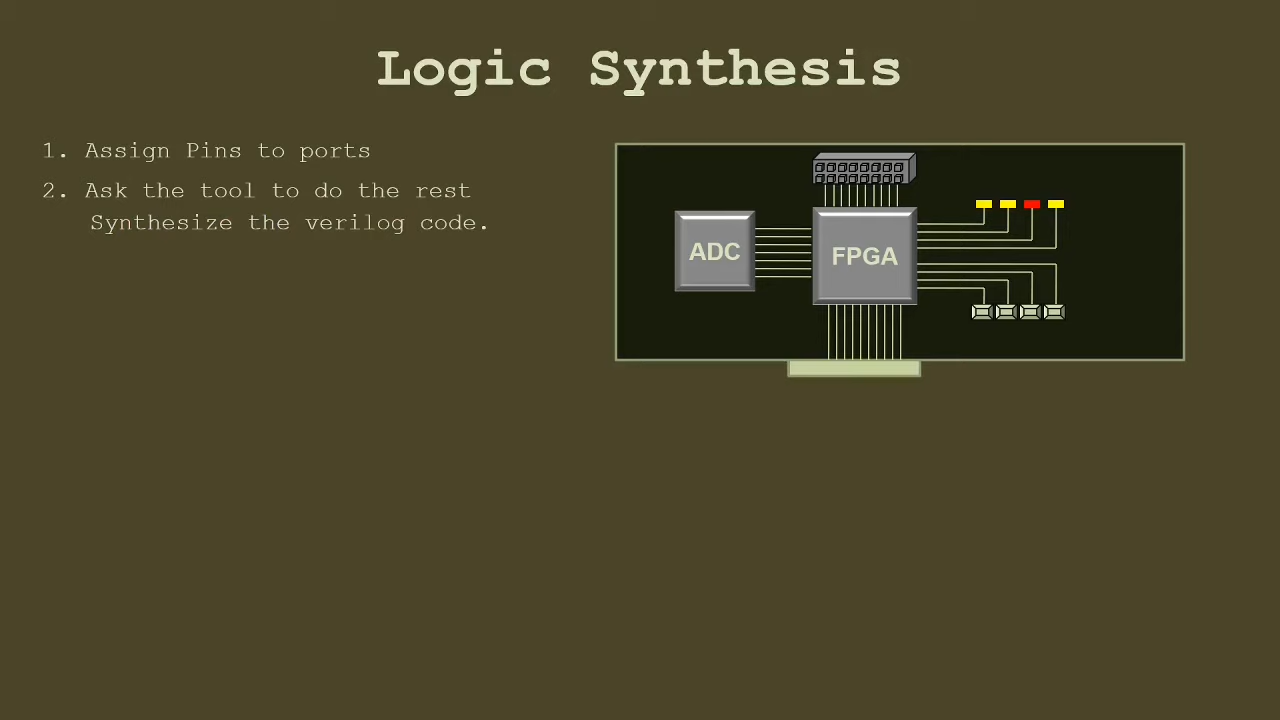 Logic Synthesis
1. Assign Pins to ports
2. Ask the tool to do the rest
Synthesize the verilog code.
ADC
FPGA